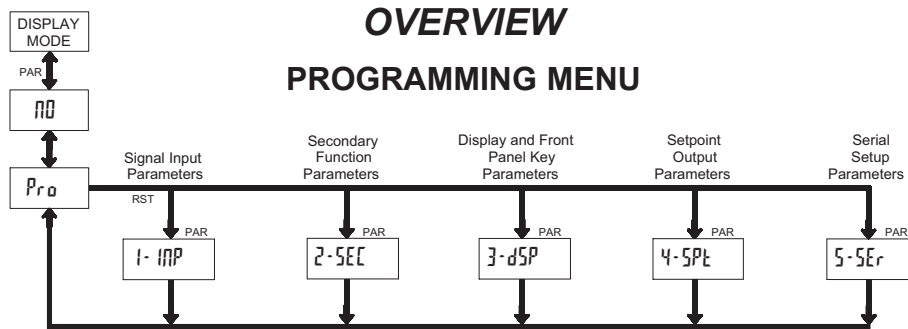 OVERVIEW
PROGRAMMING MENU
DISPLAY
MODE
PAR
NO
Pro
Signal Input
Parameters
RST
PAR
1-INP
Secondary
Function
Parameters
PAR
2-SEC
Display and Front
Panel Key
Parameters
PAR
3-dSP
Setpoint
Output
Parameters
PAR
4-SPt
Serial
Setup
Parameters
PAR
5-SEr